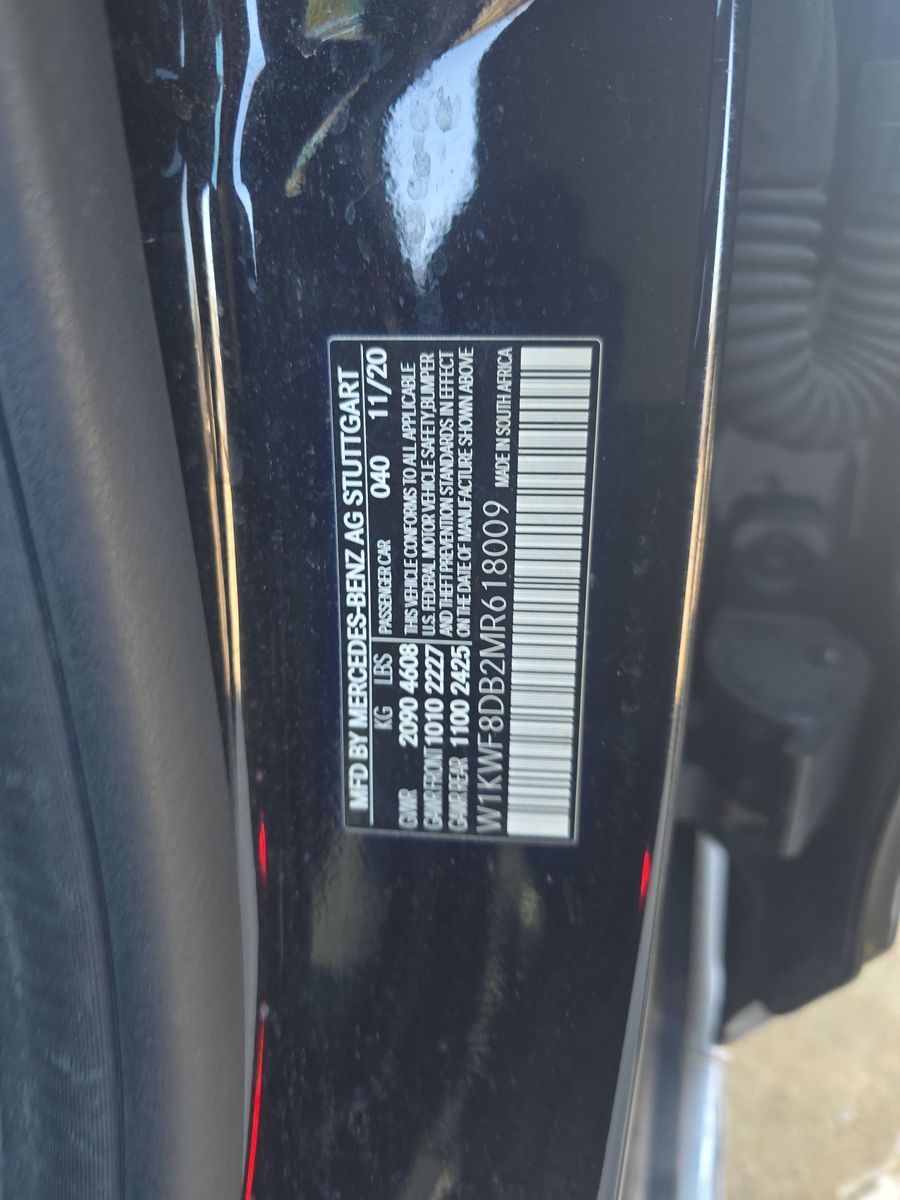 MFD BY MERCEDES-BENZ AG STUTTGART
KG LBS PASSENGER CAR 040 11/20
GVWR 2090 4608 THIS VEHICLE CONFORMS TO ALL APPLICABLE
GAWR FRONT 1010 2227 U.S. FEDERAL MOTOR VEHICLE SAFETY, BUMPER
GAWR REAR 1100 2425 AND THEFT PREVENTION STANDARDS IN EFFECT
ON THE DATE OF MANUFACTURE SHOWN ABOVE
W1KWF8DB2MR618009 MADE IN SOUTH AFRICA